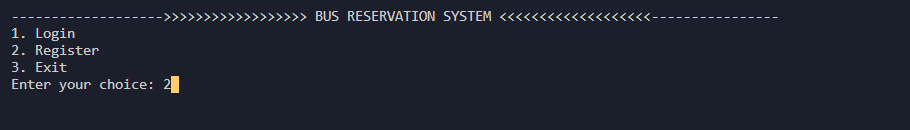 ------------------->>>>>>>>>>>>>>>>>> BUS RESERVATION SYSTEM <<<<<<<<<<<<<<<<<<<----------------
1. Login
2. Register
3. Exit
Enter your choice: 2